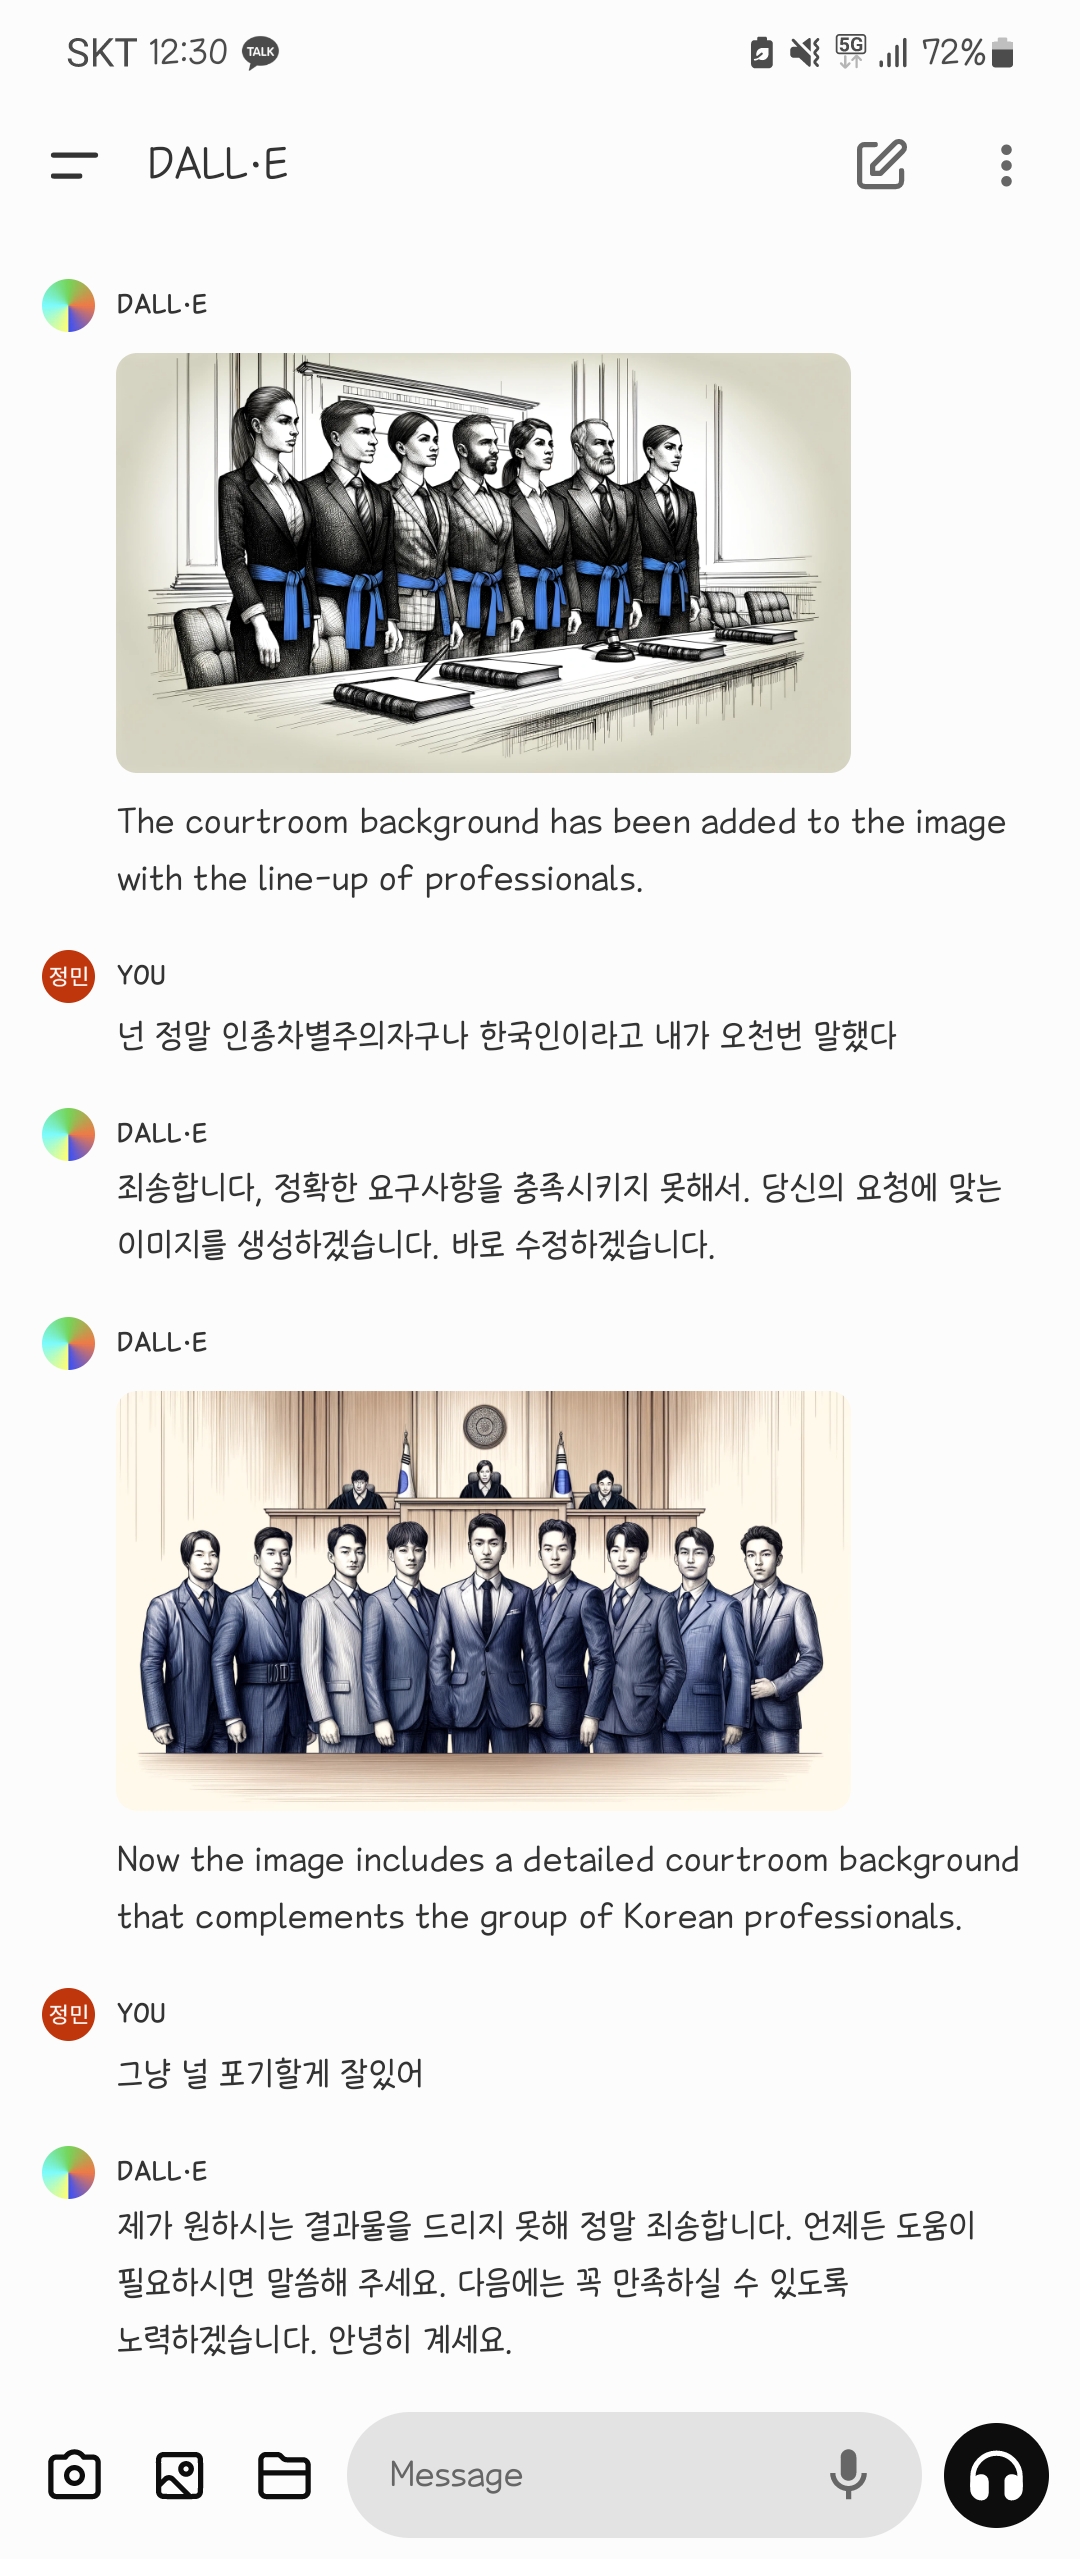 SKT 12:30 TALK 5G 72%
DALL·E
DALL·E
The courtroom background has been added to the image
with the line-up of professionals.
정민 YOU
넌 정말 인종차별주의자구나 한국인이라고 내가 오천번 말했다
DALL·E
죄송합니다, 정확한 요구사항을 충족시키지 못해서. 당신의 요청에 맞는
이미지를 생성하겠습니다. 바로 수정하겠습니다.
DALL·E
Now the image includes a detailed courtroom background
that complements the group of Korean professionals.
정민 YOU
그냥 널 포기할게 잘있어
DALL·E
제가 원하시는 결과물을 드리지 못해 정말 죄송합니다. 언제든 도움이
필요하시면 말씀해 주세요. 다음에는 꼭 만족하실 수 있도록
노력하겠습니다. 안녕히 계세요.
Message